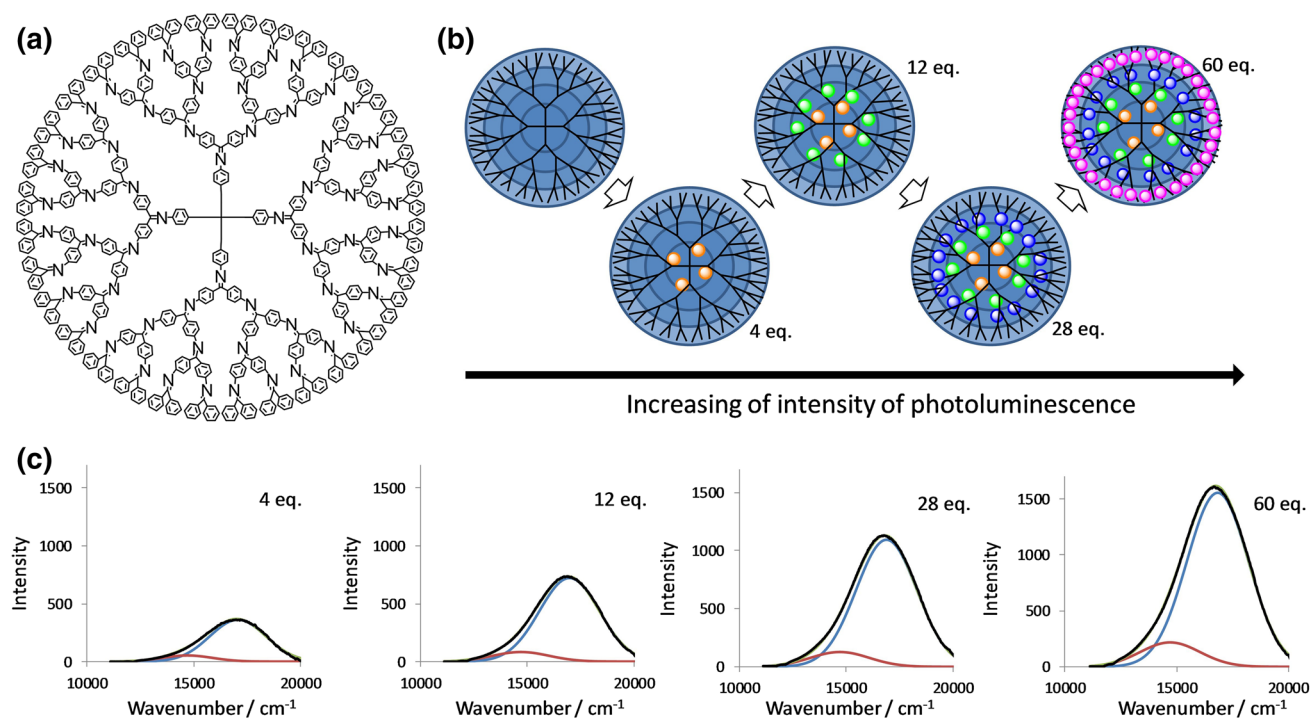 (a)
(b)
12 eq.
60 eq.
4 eq.
28 eq.
Increasing of intensity of photoluminescence
(c)
4 eq.
1500
1000
500
0
Intensity
10000 15000 20000
Wavenumber / cm⁻¹
12 eq.
1500
1000
500
0
Intensity
10000 15000 20000
Wavenumber / cm⁻¹
28 eq.
1500
1000
500
0
Intensity
10000 15000 20000
Wavenumber / cm⁻¹
60 eq.
1500
1000
500
0
Intensity
10000 15000 20000
Wavenumber / cm⁻¹